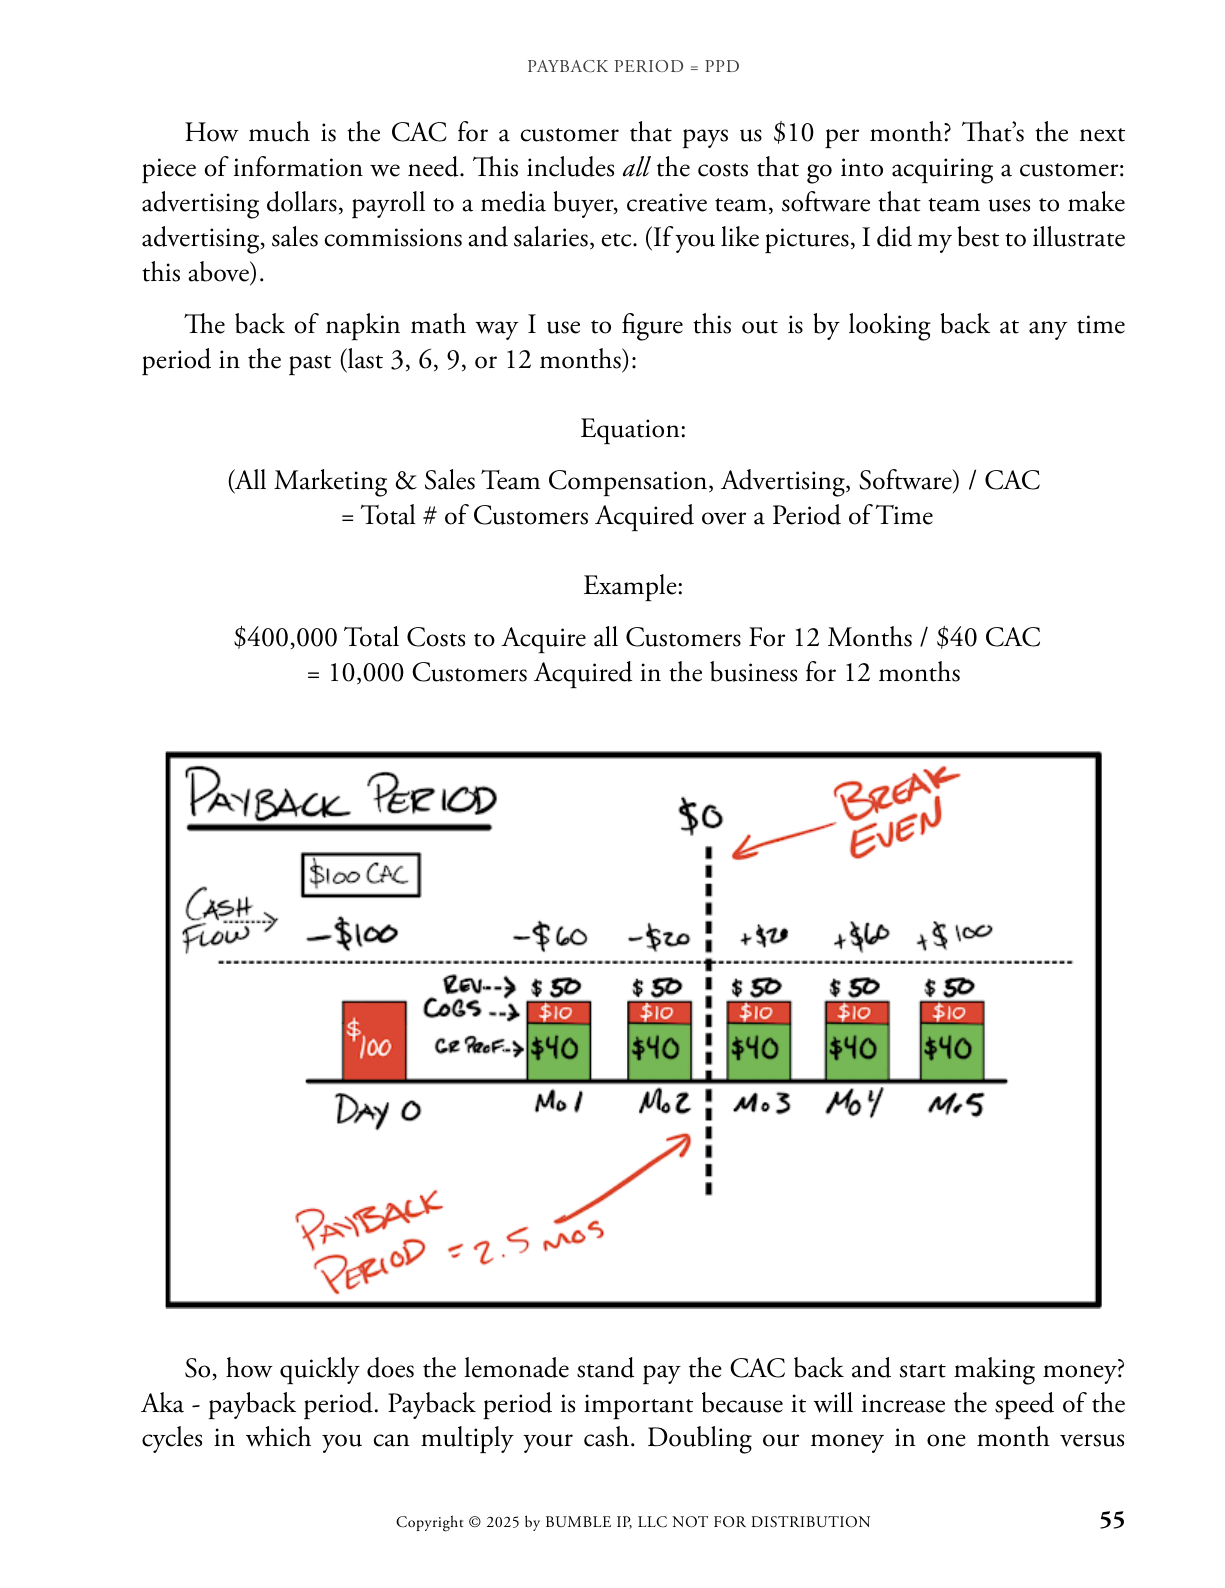 PAYBACK PERIOD = PPD
How much is the CAC for a customer that pays us $10 per month? That's the next
piece of information we need. This includes all the costs that go into acquiring a customer:
advertising dollars, payroll to a media buyer, creative team, software that team uses to make
advertising, sales commissions and salaries, etc. (If you like pictures, I did my best to illustrate
this above).
The back of napkin math way I use to figure this out is by looking back at any time
period in the past (last 3, 6, 9, or 12 months):
Equation:
(All Marketing & Sales Team Compensation, Advertising, Software) / CAC
= Total # of Customers Acquired over a Period of Time
Example:
$400,000 Total Costs to Acquire all Customers For 12 Months / $40 CAC
= 10,000 Customers Acquired in the business for 12 months
PAYBACK PERIOD
$0
BREAK
EVEN
$100 CAC
CASH
FLOW
-$100 -$60 -$20 +$20 +$60 +$100
REV--> $50 $50 $50 $50 $50
COGS --> $10 $10 $10 $10 $10
$100 GR PROF--> $40 $40 $40 $40 $40
DAY 0 Mo 1 Mo 2 Mo 3 Mo 4 Mo 5
PAYBACK
PERIOD = 2.5 MOS
So, how quickly does the lemonade stand pay the CAC back and start making money?
Aka - payback period. Payback period is important because it will increase the speed of the
cycles in which you can multiply your cash. Doubling our money in one month versus
Copyright © 2025 by BUMBLE IP, LLC NOT FOR DISTRIBUTION 55